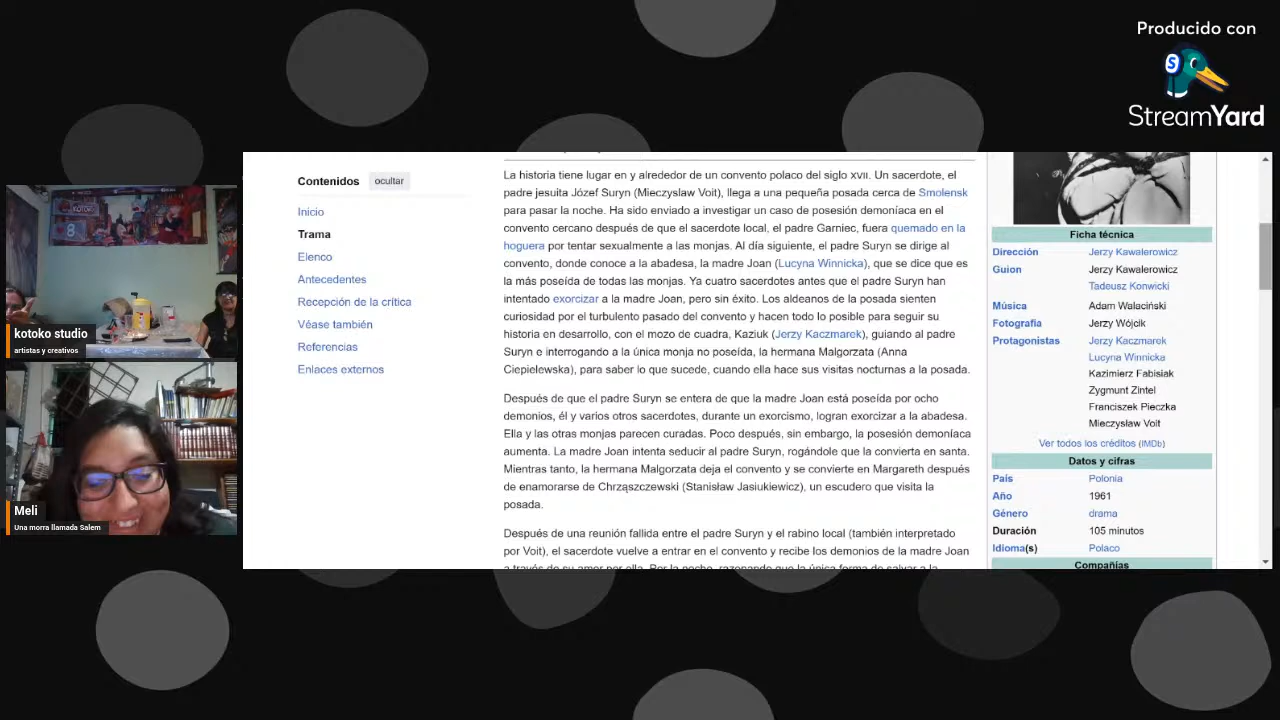 Producido con
StreamYard
kotoko studio
artistas y creativos
Meli
Una morra llamada Salem
Contenidos
ocultar
Inicio
Trama
Elenco
Antecedentes
Recepción de la crítica
Véase también
Referencias
Enlaces externos
La historia tiene lugar en y alrededor de un convento polaco del siglo XVII. Un sacerdote, el
padre jesuita Józef Suryn (Mieczyslaw Voit), llega a una pequeña posada cerca de Smolensk
para pasar la noche. Ha sido enviado a investigar un caso de posesión demoníaca en el
convento cercano después de que el sacerdote local, el padre Garniec, fuera quemado en la
hoguera por tentar sexualmente a las monjas. Al día siguiente, el padre Suryn se dirige al
convento, donde conoce a la abadesa, la madre Joan (Lucyna Winnicka), que se dice que es
la más poseída de todas las monjas. Ya cuatro sacerdotes antes que el padre Suryn han
intentado exorcizar a la madre Joan, pero sin éxito. Los aldeanos de la posada sienten
curiosidad por el turbulento pasado del convento y hacen todo lo posible para seguir su
historia en desarrollo, con el mozo de cuadra, Kaziuk (Jerzy Kaczmarek), guiando al padre
Suryn e interrogando a la única monja no poseída, la hermana Malgorzata (Anna
Ciepielewska), para saber lo que sucede, cuando ella hace sus visitas nocturnas a la posada.
Después de que el padre Suryn se entera de que la madre Joan está poseída por ocho
demonios, él y varios otros sacerdotes, durante un exorcismo, logran exorcizar a la abadesa.
Ella y las otras monjas parecen curadas. Poco después, sin embargo, la posesión demoníaca
aumenta. La madre Joan intenta seducir al padre Suryn, rogándole que la convierta en santa.
Mientras tanto, la hermana Malgorzata deja el convento y se convierte en Margareth después
de enamorarse de Chrząszczewski (Stanisław Jasiukiewicz), un escudero que visita la
posada.
Después de una reunión fallida entre el padre Suryn y el rabino local (también interpretado
por Voit), el sacerdote vuelve a entrar en el convento y recibe los demonios de la madre Joan
a través de su amor por ella. Por la noche, razonando que la única forma de salvar a la
Ficha técnica
Dirección Jerzy Kawalerowicz
Guion Jerzy Kawalerowicz
Tadeusz Konwicki
Música Adam Walaciński
Fotografía Jerzy Wójcik
Protagonistas Jerzy Kaczmarek
Lucyna Winnicka
Kazimierz Fabisiak
Zygmunt Zintel
Franciszek Pieczka
Mieczysław Voit
Ver todos los créditos (IMDb)
Datos y cifras
País Polonia
Año 1961
Género drama
Duración 105 minutos
Idioma(s) Polaco
Compañías